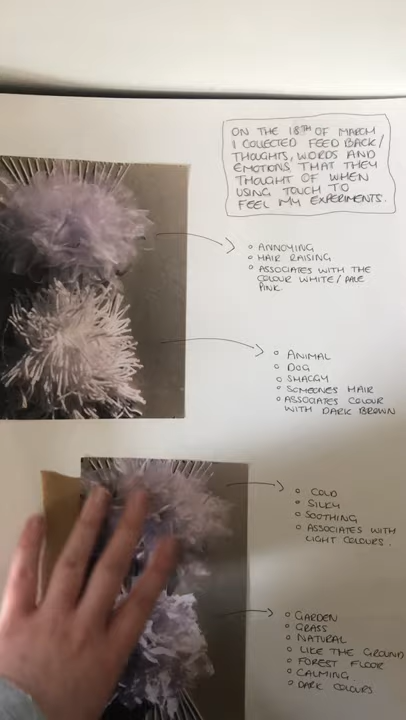 ON THE 18TH OF MARCH
I COLLECTED FEED BACK/
THOUGHTS, WORDS AND
EMOTIONS THAT THEY
THOUGHT OF WHEN
USING TOUCH TO
FEEL MY EXPERIMENTS.
ANNOYING
HAIR RAISING
ASSOCIATES WITH THE
COLOUR WHITE/PALE
PINK.
ANIMAL
DOG
SHAGGY
SOMEONES HAIR
ASSOCIATES COLOUR
WITH DARK BROWN
COLD
SILKY
SOOTHING
ASSOCIATES WITH
LIGHT COLOURS.
GARDEN
GRASS
NATURAL
LIKE THE GROUND
FOREST FLOOR
CALMING
DARK COLOURS